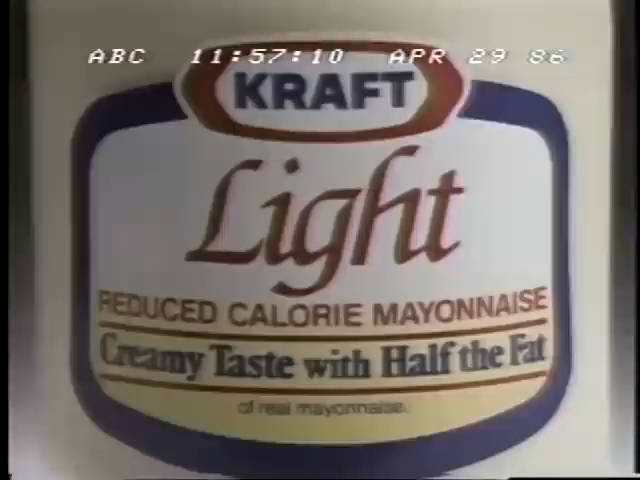 ABC 11:57:10 APR 29 86
KRAFT
Light
REDUCED CALORIE MAYONNAISE
Creamy Taste with Half the Fat
of real mayonnaise.